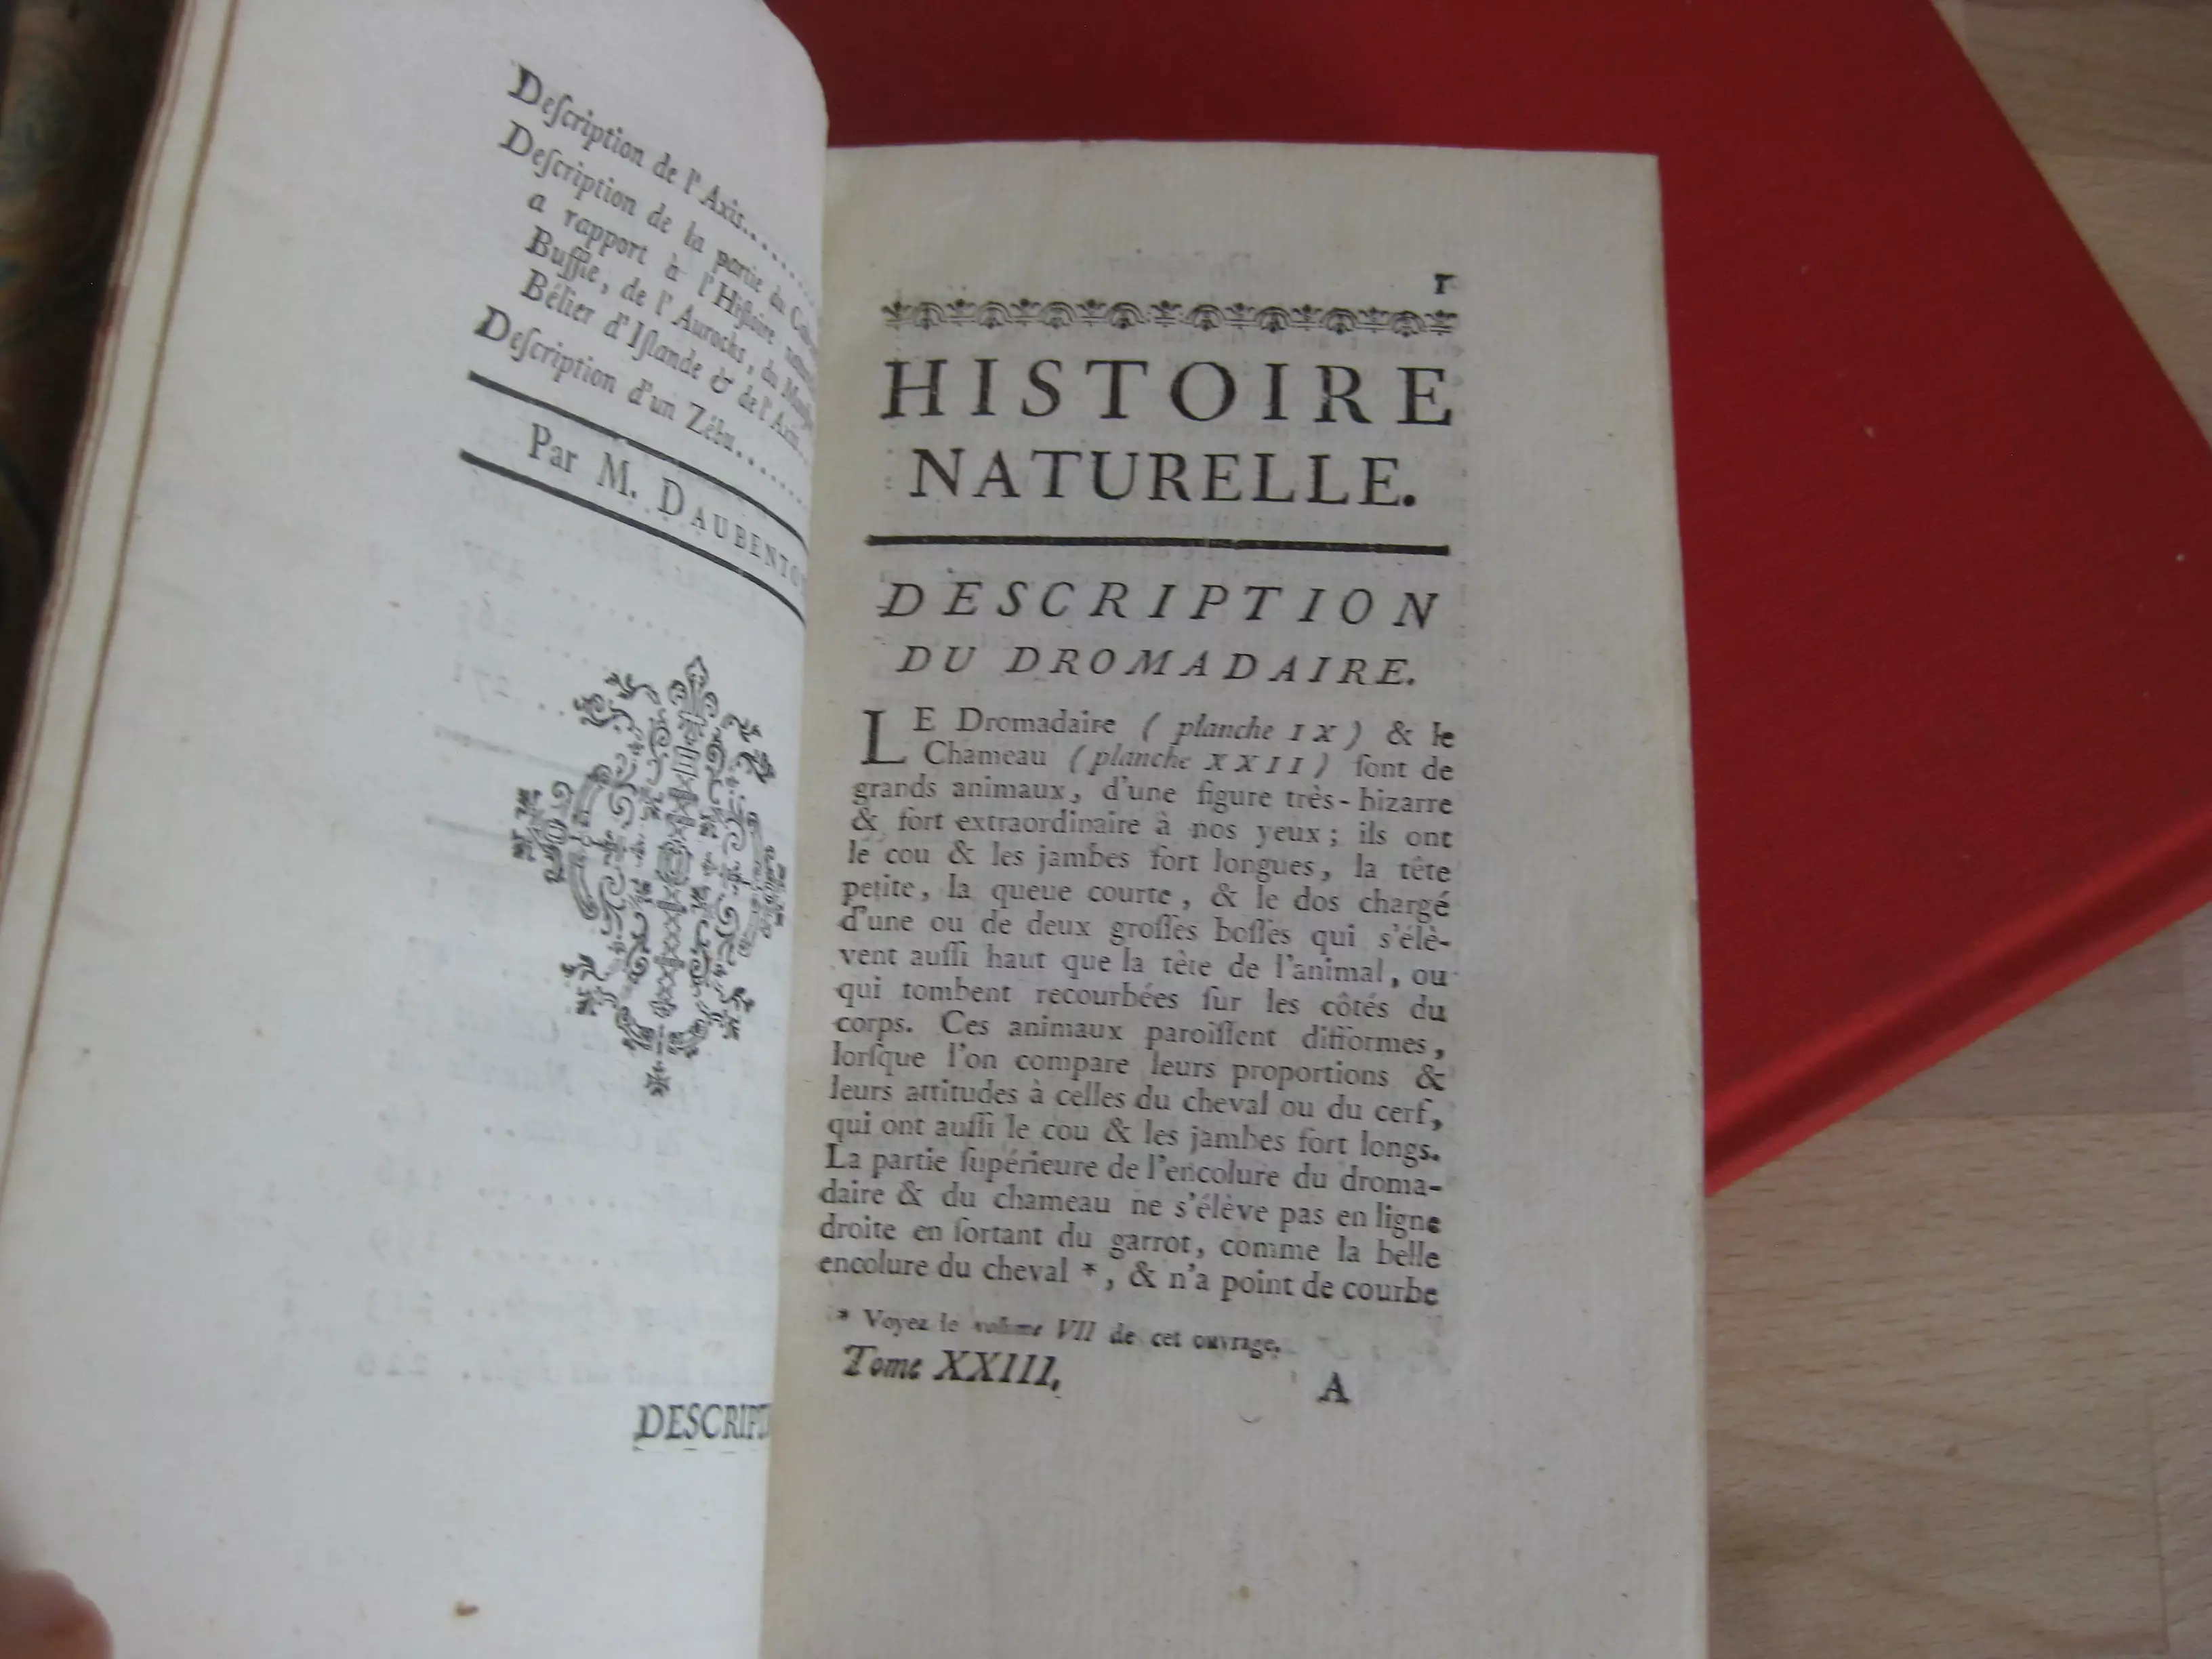 Deſcription de l'Axis........
Deſcription de la partie du
a rapport à l'Hiſtoire
Buffle, de l'Aurochs, du
Bélier d'Iſlande & de l'Axis..
Deſcription d'un Zébu........
Par M. DAUBENTO
DESCRIPT
1
HISTOIRE
NATURELLE.
DESCRIPTION
DU DROMADAIRE.
LE Dromadaire ( planche IX ) & le
Chameau ( planche XXII ) ſont de
grands animaux, d'une figure très-bizarre
& fort extraordinaire à nos yeux ; ils ont
le cou & les jambes fort longues, la tête
petite, la queue courte, & le dos chargé
d'une ou de deux groſſes boſſes qui s'élè-
vent auſſi haut que la tête de l'animal, ou
qui tombent recourbées ſur les côtés du
corps. Ces animaux paroiſſent difformes,
lorſque l'on compare leurs proportions &
leurs attitudes à celles du cheval ou du cerf,
qui ont auſſi le cou & les jambes fort longs.
La partie ſupérieure de l'encolure du droma-
daire & du chameau ne s'élève pas en ligne
droite en ſortant du garrot, comme la belle
encolure du cheval *, & n'a point de courbe
* Voyez le volume VII de cet ouvrage.
Tome XXIII. A